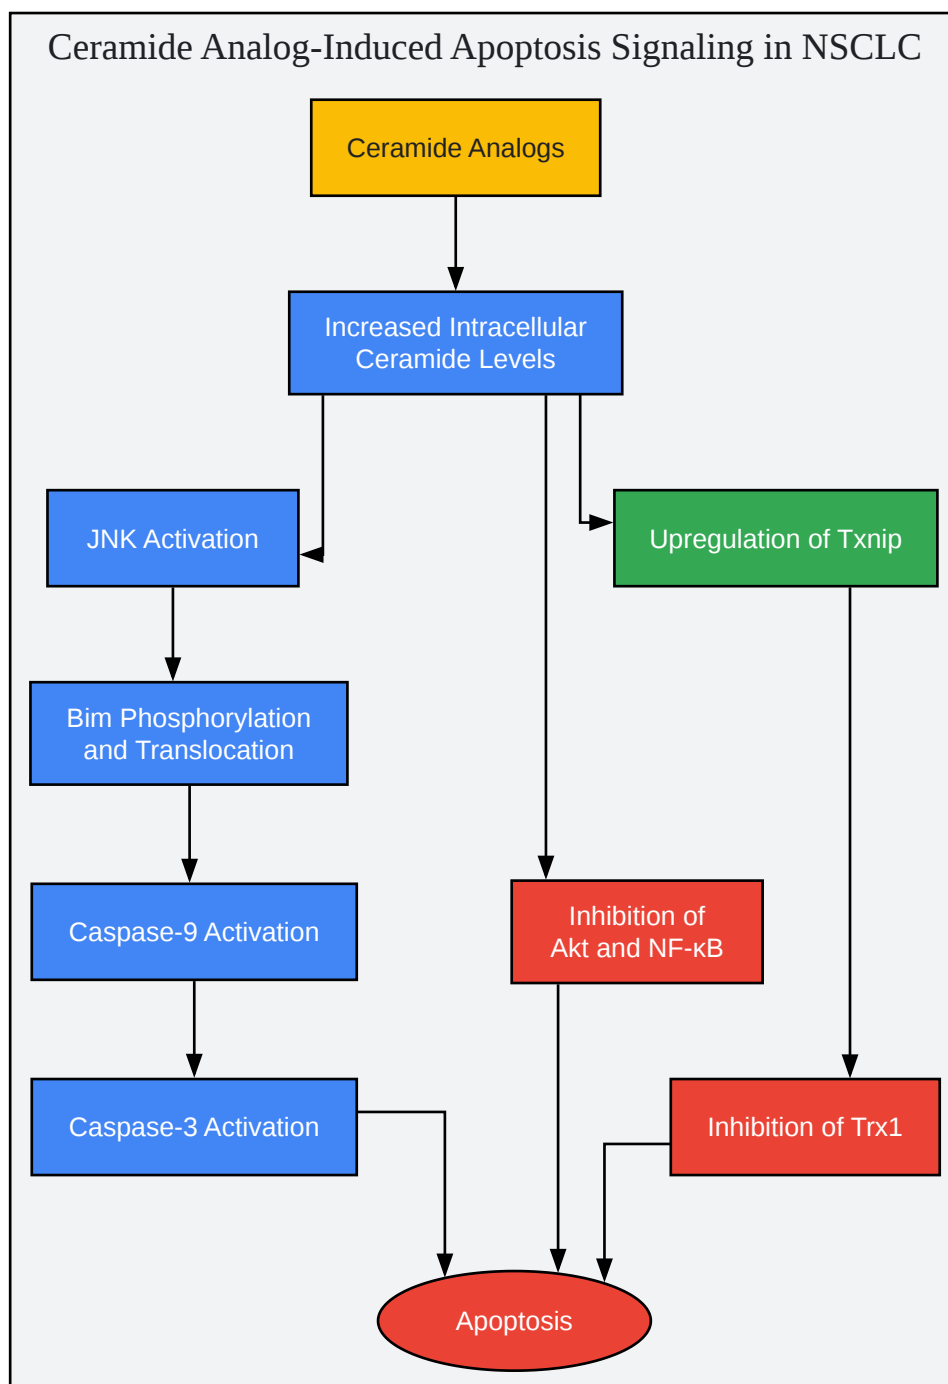 Ceramide Analog-Induced Apoptosis Signaling in NSCLC
Ceramide Analogs
Increased Intracellular
Ceramide Levels
JNK Activation
Upregulation of Txnip
Bim Phosphorylation
and Translocation
Caspase-9 Activation
Inhibition of
Akt and NF-κB
Caspase-3 Activation
Inhibition of Trx1
Apoptosis